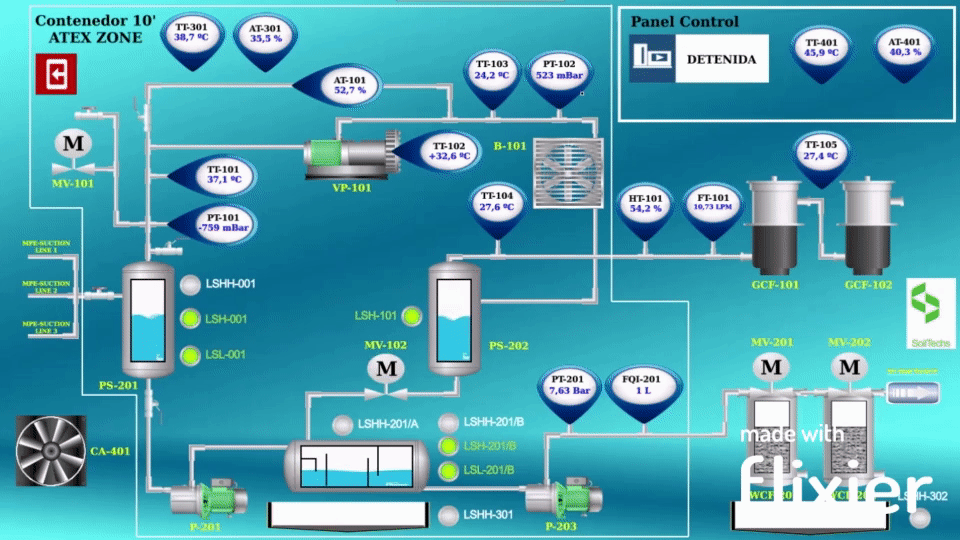 Contenedor 10'
ATEX ZONE
TT-301
38,7 ºC
AT-301
35,5 %
Panel Control
DETENIDA
TT-401
45,9 ºC
AT-401
40,3 %
AT-101
52,7 %
TT-103
24,2 ºC
PT-102
523 mBar
M
MV-101
TT-102
+32,6 ºC
VP-101
B-101
TT-105
27,4 ºC
TT-101
37,1 ºC
PT-101
-759 mBar
TT-104
27,6 ºC
HT-101
54,2 %
FT-101
10,73 LPM
GCF-101
GCF-102
MPE-SUCTION
LINE 1
MPE-SUCTION
LINE 2
MPE-SUCTION
LINE 3
LSHH-001
LSH-001
LSL-001
PS-201
LSH-101
PS-202
MV-102
M
SoilTechs
MV-201
M
MV-202
M
PT-201
7,63 Bar
FQI-201
1 L
CA-401
LSHH-201/A
LSHH-201/B
LSH-201/B
LSL-201/B
P-201
LSHH-301
P-203
LSHH-302
made with
flixier